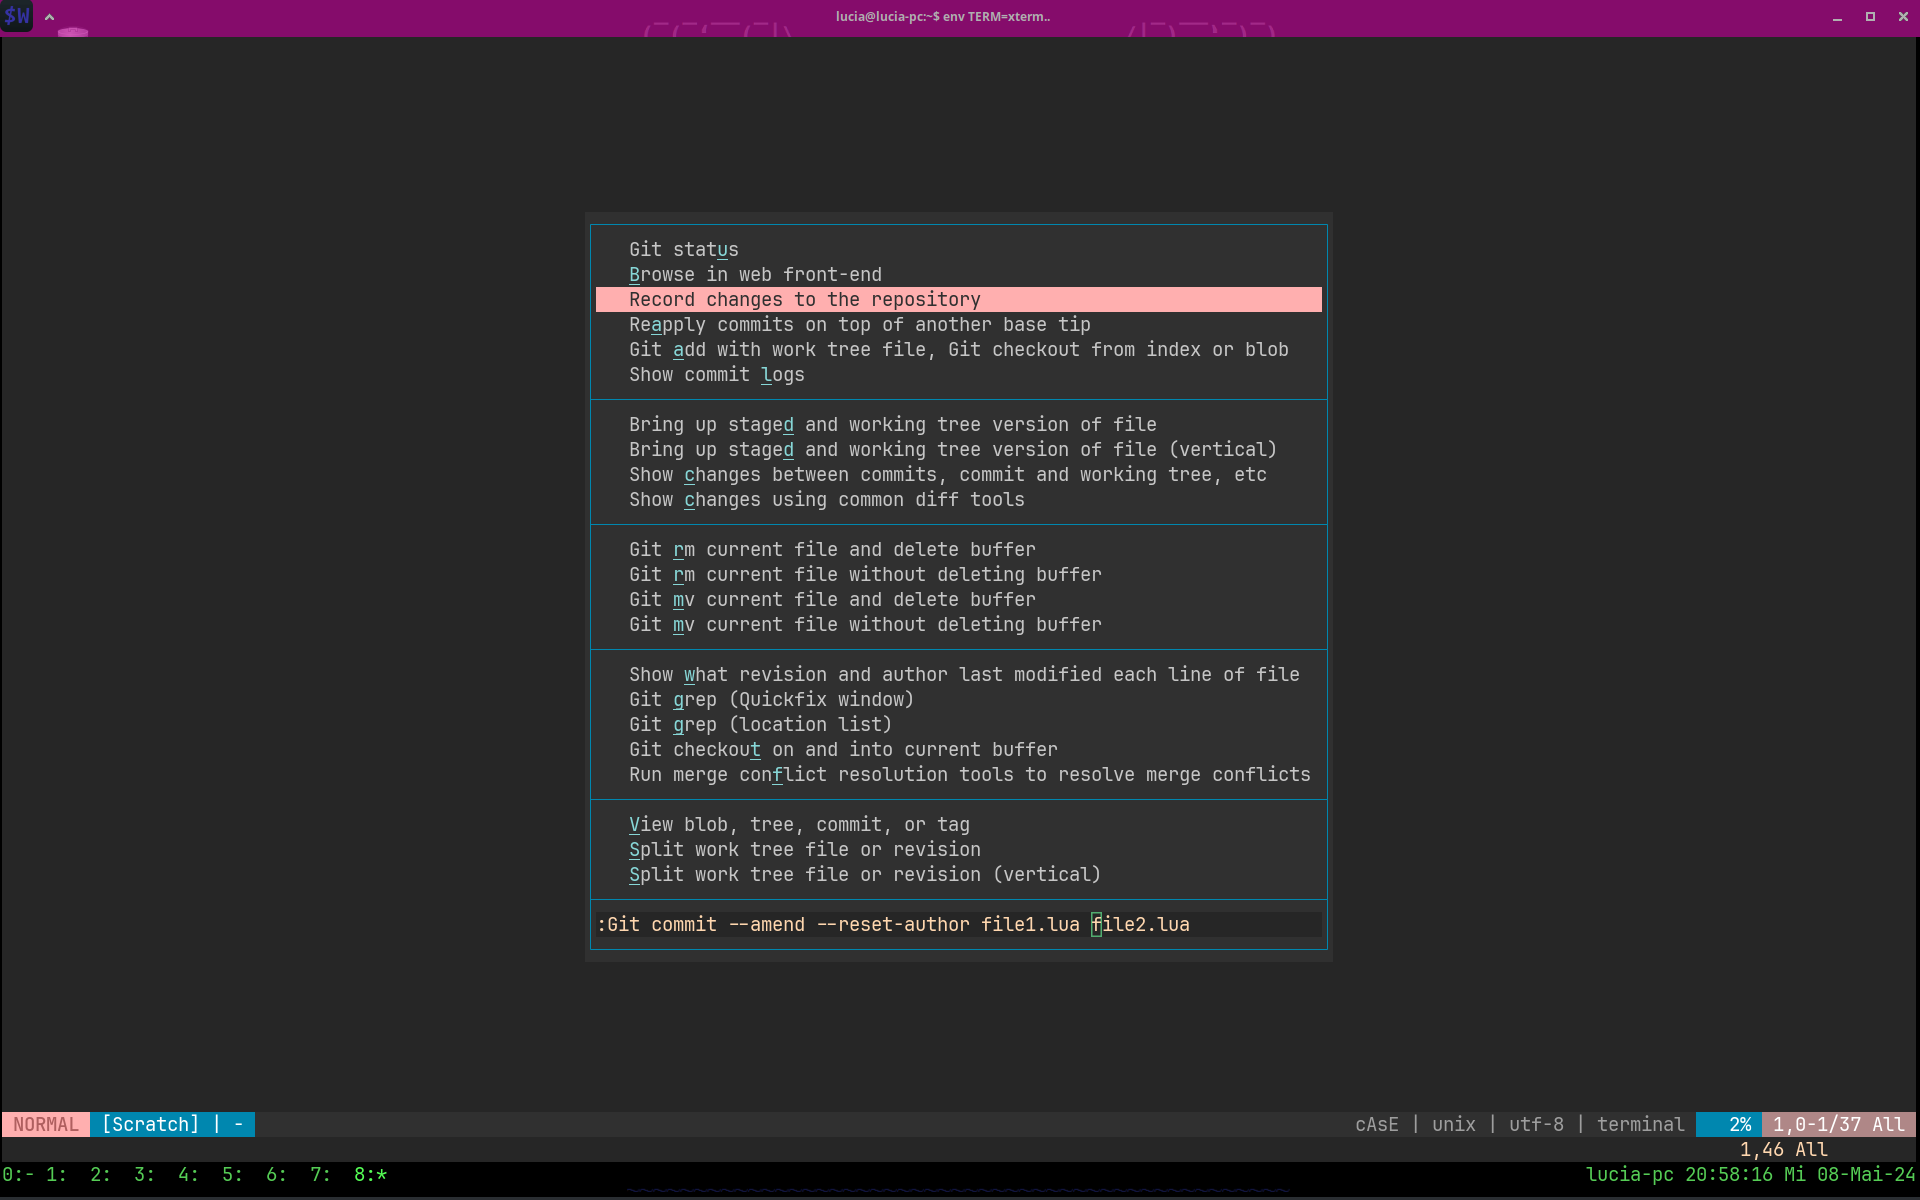 $W
lucia@lucia-pc:~$ env TERM=xterm..
Git status
Browse in web front-end
Record changes to the repository
Reapply commits on top of another base tip
Git add with work tree file, Git checkout from index or blob
Show commit logs
Bring up staged and working tree version of file
Bring up staged and working tree version of file (vertical)
Show changes between commits, commit and working tree, etc
Show changes using common diff tools
Git rm current file and delete buffer
Git rm current file without deleting buffer
Git mv current file and delete buffer
Git mv current file without deleting buffer
Show what revision and author last modified each line of file
Git grep (Quickfix window)
Git grep (location list)
Git checkout on and into current buffer
Run merge conflict resolution tools to resolve merge conflicts
View blob, tree, commit, or tag
Split work tree file or revision
Split work tree file or revision (vertical)
:Git commit --amend --reset-author file1.lua file2.lua
NORMAL [Scratch] | - cAsE | unix | utf-8 | terminal 2% 1,0-1/37 All
1,46 All
0:- 1: 2: 3: 4: 5: 6: 7: 8:* lucia-pc 20:58:16 Mi 08-Mai-24